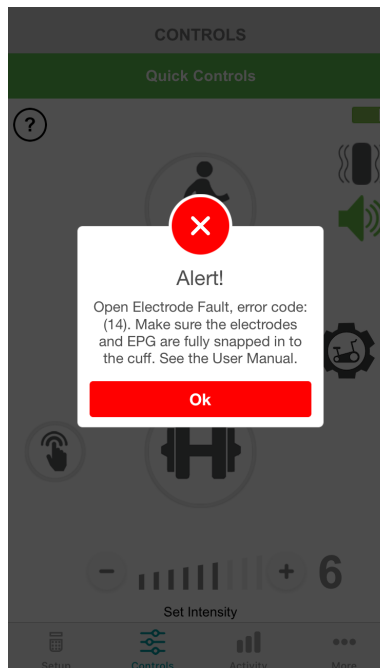 CONTROLS
Quick Controls
?
Alert!
Open Electrode Fault, error code:
(14). Make sure the electrodes
and EPG are fully snapped in to
the cuff. See the User Manual.
Ok
- + 6
Set Intensity
Setup Controls Activity More